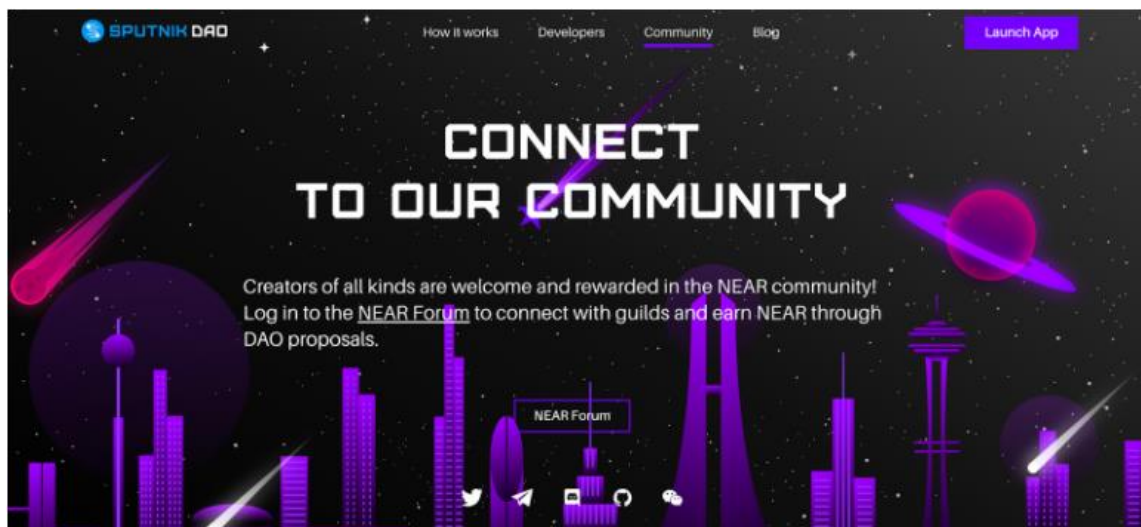 SPUTNIK DAO
How it works
Developers
Community
Blog
Launch App
CONNECT
TO OUR COMMUNITY
Creators of all kinds are welcome and rewarded in the NEAR community!
Log in to the NEAR Forum to connect with guilds and earn NEAR through
DAO proposals.
NEAR Forum